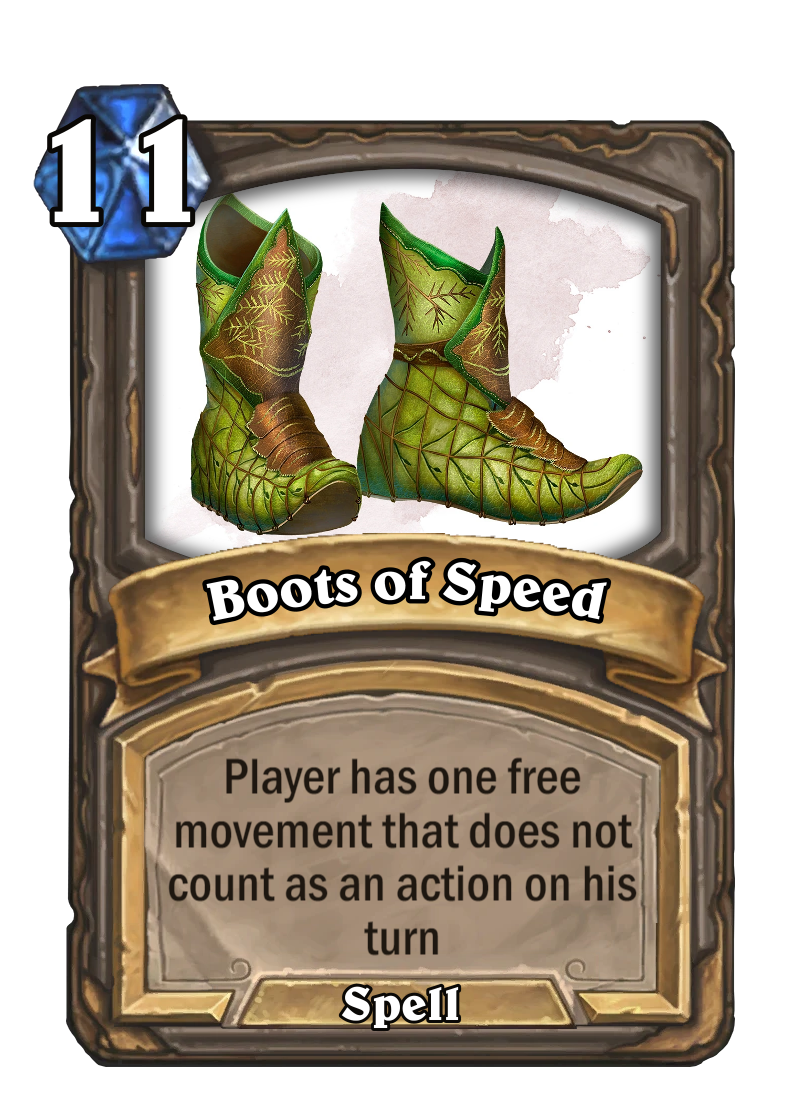 11
Boots of Speed
Player has one free
movement that does not
count as an action on his
turn
Spell